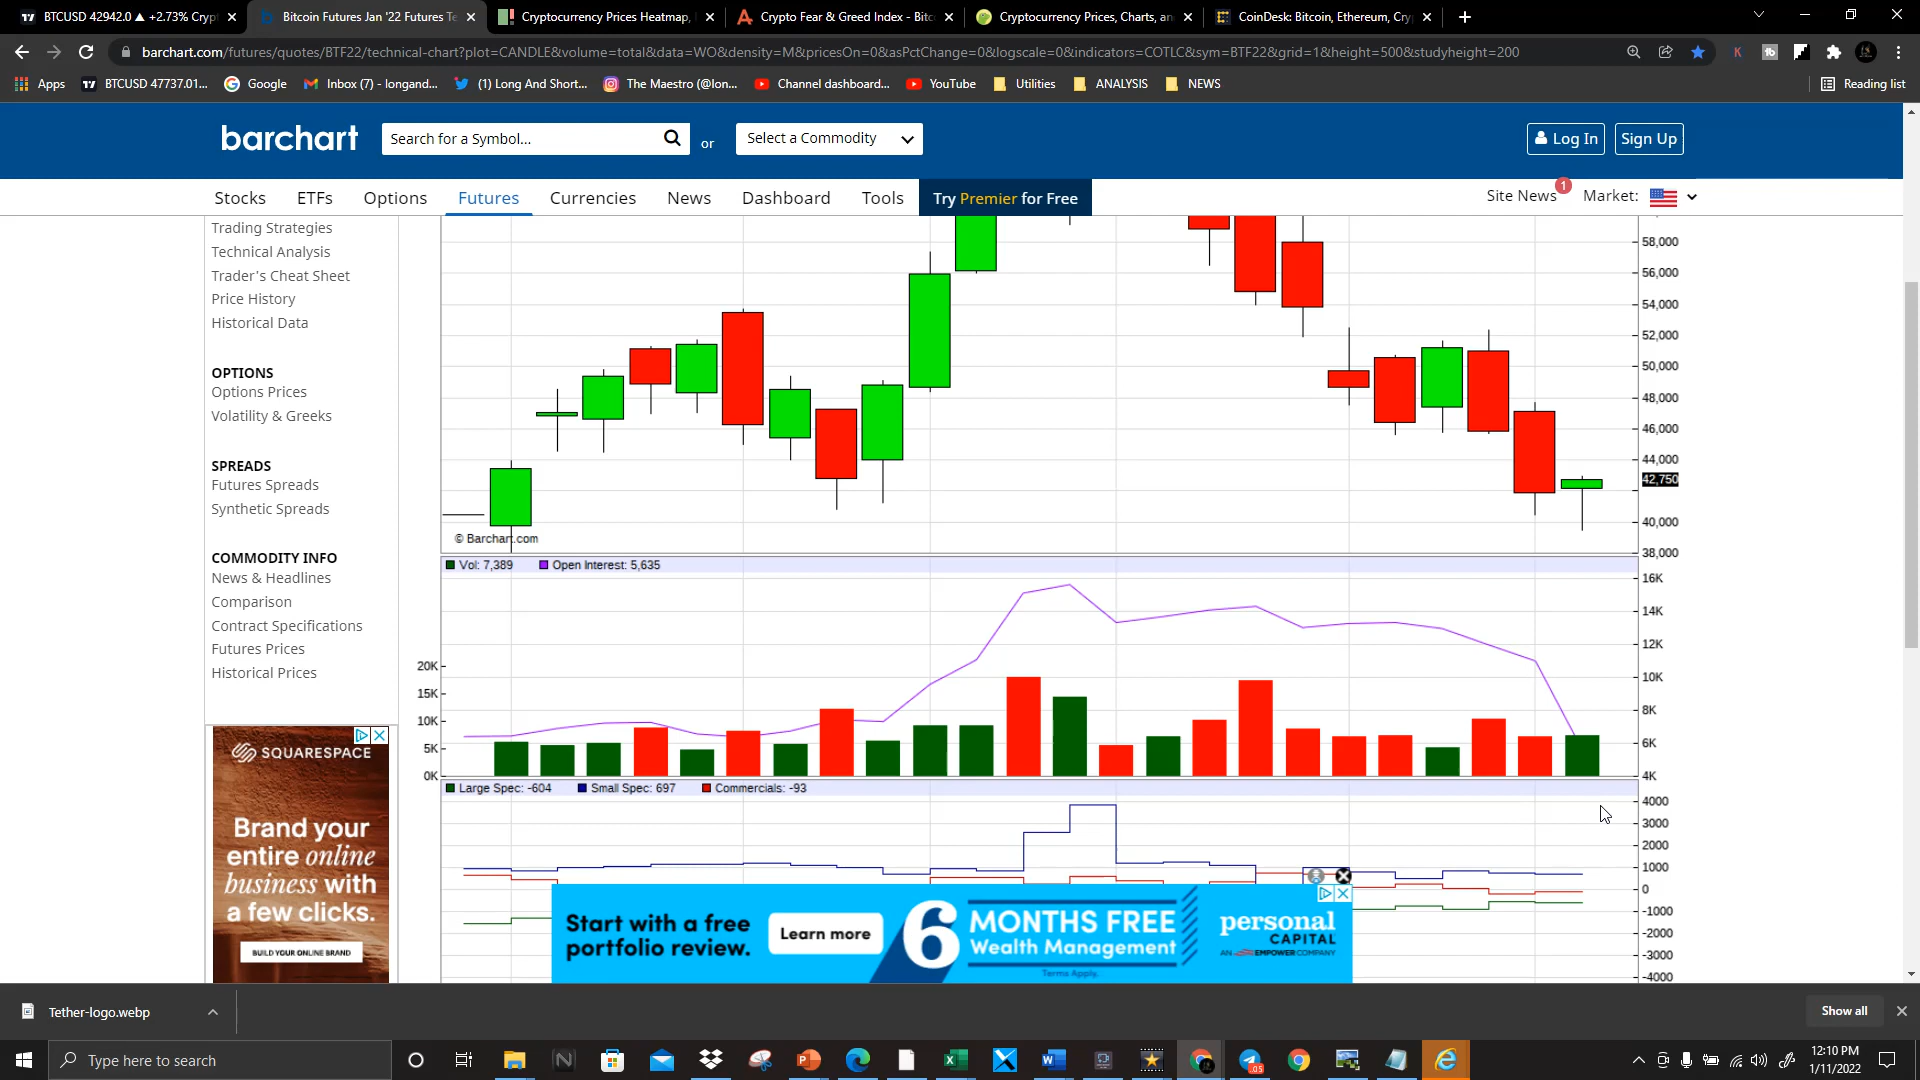 BTCUSD 42942.0 ▲ +2.73% Cryp
Bitcoin Futures Jan '22 Futures Te
Cryptocurrency Prices Heatmap,
Crypto Fear & Greed Index - Bitc
Cryptocurrency Prices, Charts, an
CoinDesk: Bitcoin, Ethereum, Cry
barchart.com/futures/quotes/BTF22/technical-chart?plot=CANDLE&volume=total&data=WO&density=M&pricesOn=0&asPctChange=0&logscale=0&indicators=COTLC&sym=BTF22&grid=1&height=500&studyheight=200
Apps
BTCUSD 47737.01...
Google
Inbox (7) - longand...
(1) Long And Short...
The Maestro (@lon...
Channel dashboard...
YouTube
Utilities
ANALYSIS
NEWS
Reading list
barchart
Search for a Symbol...
or
Select a Commodity
Log In
Sign Up
Stocks
ETFs
Options
Futures
Currencies
News
Dashboard
Tools
Try Premier for Free
Site News
1
Market:
Trading Strategies
Technical Analysis
Trader's Cheat Sheet
Price History
Historical Data
OPTIONS
Options Prices
Volatility & Greeks
SPREADS
Futures Spreads
Synthetic Spreads
COMMODITY INFO
News & Headlines
Comparison
Contract Specifications
Futures Prices
Historical Prices
58,000
56,000
54,000
52,000
50,000
48,000
46,000
44,000
42,750
40,000
38,000
© Barchart.com
Vol: 7,389
Open Interest: 5,635
16K
14K
12K
10K
8K
6K
4K
20K
15K
10K
5K
0K
Large Spec: -604
Small Spec: 697
Commercials: -93
4000
3000
2000
1000
0
-1000
-2000
-3000
-4000
SQUARESPACE
Brand your
entire online
business with
a few clicks.
BUILD YOUR ONLINE BRAND
Start with a free
portfolio review.
Learn more
6 MONTHS FREE
Wealth Management
Terms Apply.
personal
CAPITAL
AN EMPOWER COMPANY
Tether-logo.webp
Show all
Type here to search
12:10 PM
1/11/2022